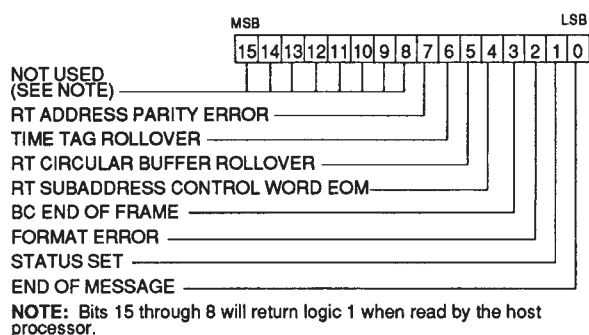 MSB LSB
15 14 13 12 11 10 9 8 7 6 5 4 3 2 1 0
NOT USED
(SEE NOTE)
RT ADDRESS PARITY ERROR
TIME TAG ROLLOVER
RT CIRCULAR BUFFER ROLLOVER
RT SUBADDRESS CONTROL WORD EOM
BC END OF FRAME
FORMAT ERROR
STATUS SET
END OF MESSAGE
NOTE: Bits 15 through 8 will return logic 1 when read by the host
processor.